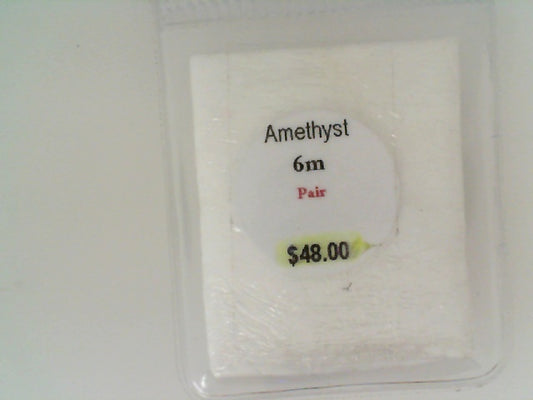 Amethyst
6m
Pair
$48.00